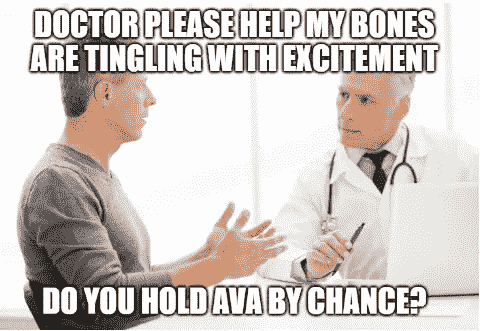 DOCTOR PLEASE HELP MY BONES
ARE TINGLING WITH EXCITEMENT
DO YOU HOLD AVA BY CHANCE?